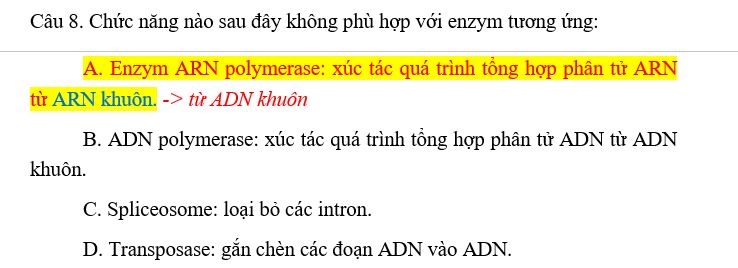 Câu 8. Chức năng nào sau đây không phù hợp với enzym tương ứng:
A. Enzym ARN polymerase: xúc tác quá trình tổng hợp phân tử ARN
từ ARN khuôn. -> từ ADN khuôn
B. ADN polymerase: xúc tác quá trình tổng hợp phân tử ADN từ ADN
khuôn.
C. Spliceosome: loại bỏ các intron.
D. Transposase: gắn chèn các đoạn ADN vào ADN.